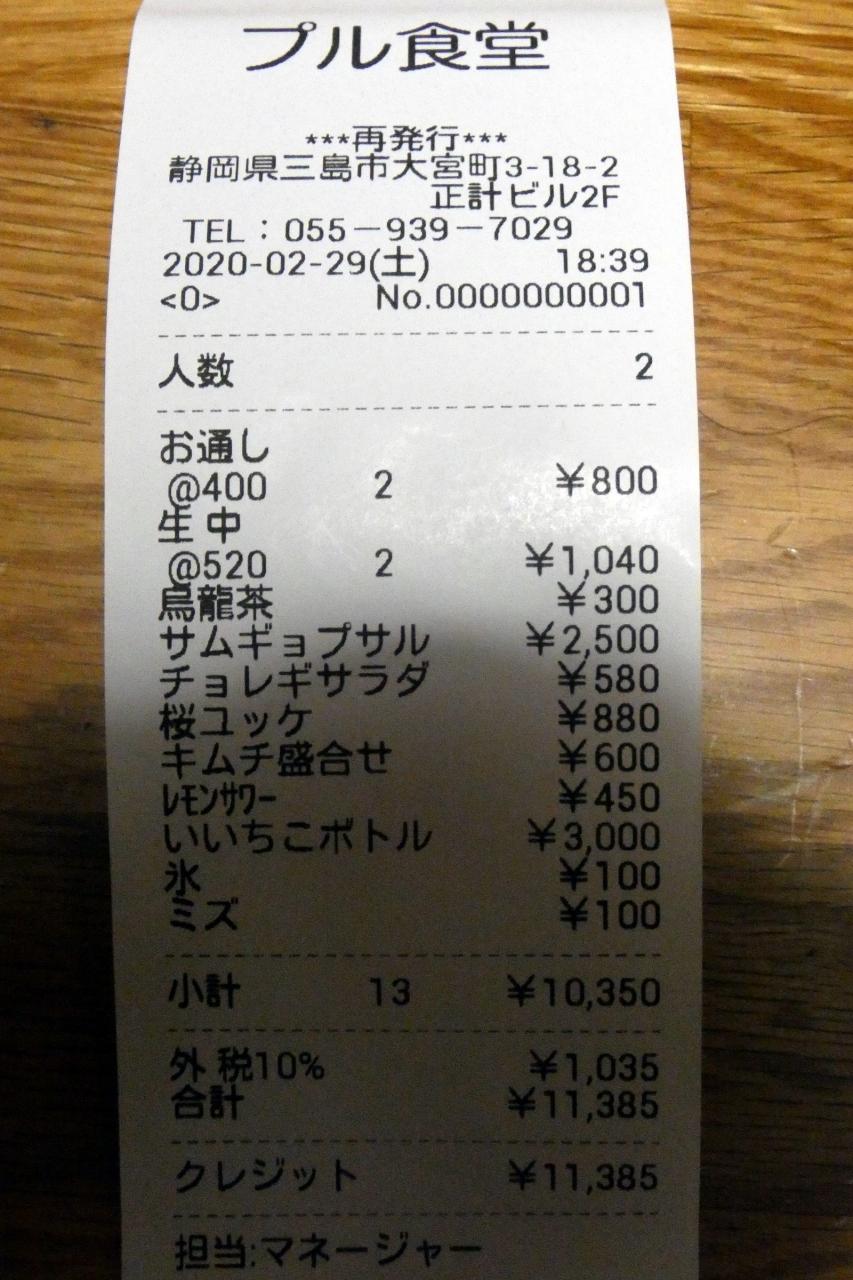 プル食堂
***再発行***
静岡県三島市大宮町3-18-2
正計ビル2F
TEL：055－939－7029
2020-02-29(土) 18:39
<0> No.0000000001
人数 2
お通し
@400 2 ¥800
生 中
@520 2 ¥1,040
烏龍茶 ¥300
サムギョプサル ¥2,500
チョレギサラダ ¥580
桜ユッケ ¥880
キムチ盛合せ ¥600
ﾚﾓﾝｻﾜｰ ¥450
いいちこボトル ¥3,000
氷 ¥100
ミズ ¥100
小計 13 ¥10,350
外 税10% ¥1,035
合計 ¥11,385
クレジット ¥11,385
担当:マネージャー